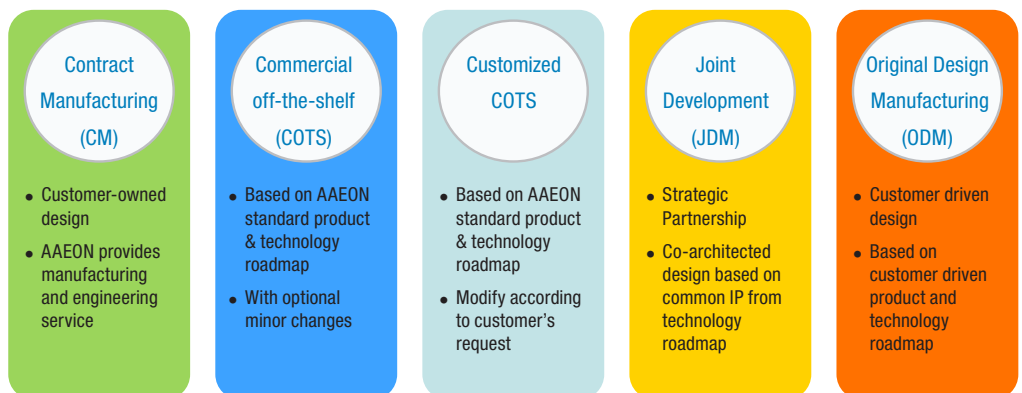 Contract
Manufacturing
(CM)
• Customer-owned
design
• AAEON provides
manufacturing
and engineering
service
Commercial
off-the-shelf
(COTS)
• Based on AAEON
standard product
& technology
roadmap
• With optional
minor changes
Customized
COTS
• Based on AAEON
standard product
& technology
roadmap
• Modify according
to customer's
request
Joint
Development
(JDM)
• Strategic
Partnership
• Co-architected
design based on
common IP from
technology
roadmap
Original Design
Manufacturing
(ODM)
• Customer driven
design
• Based on
customer driven
product and
technology
roadmap